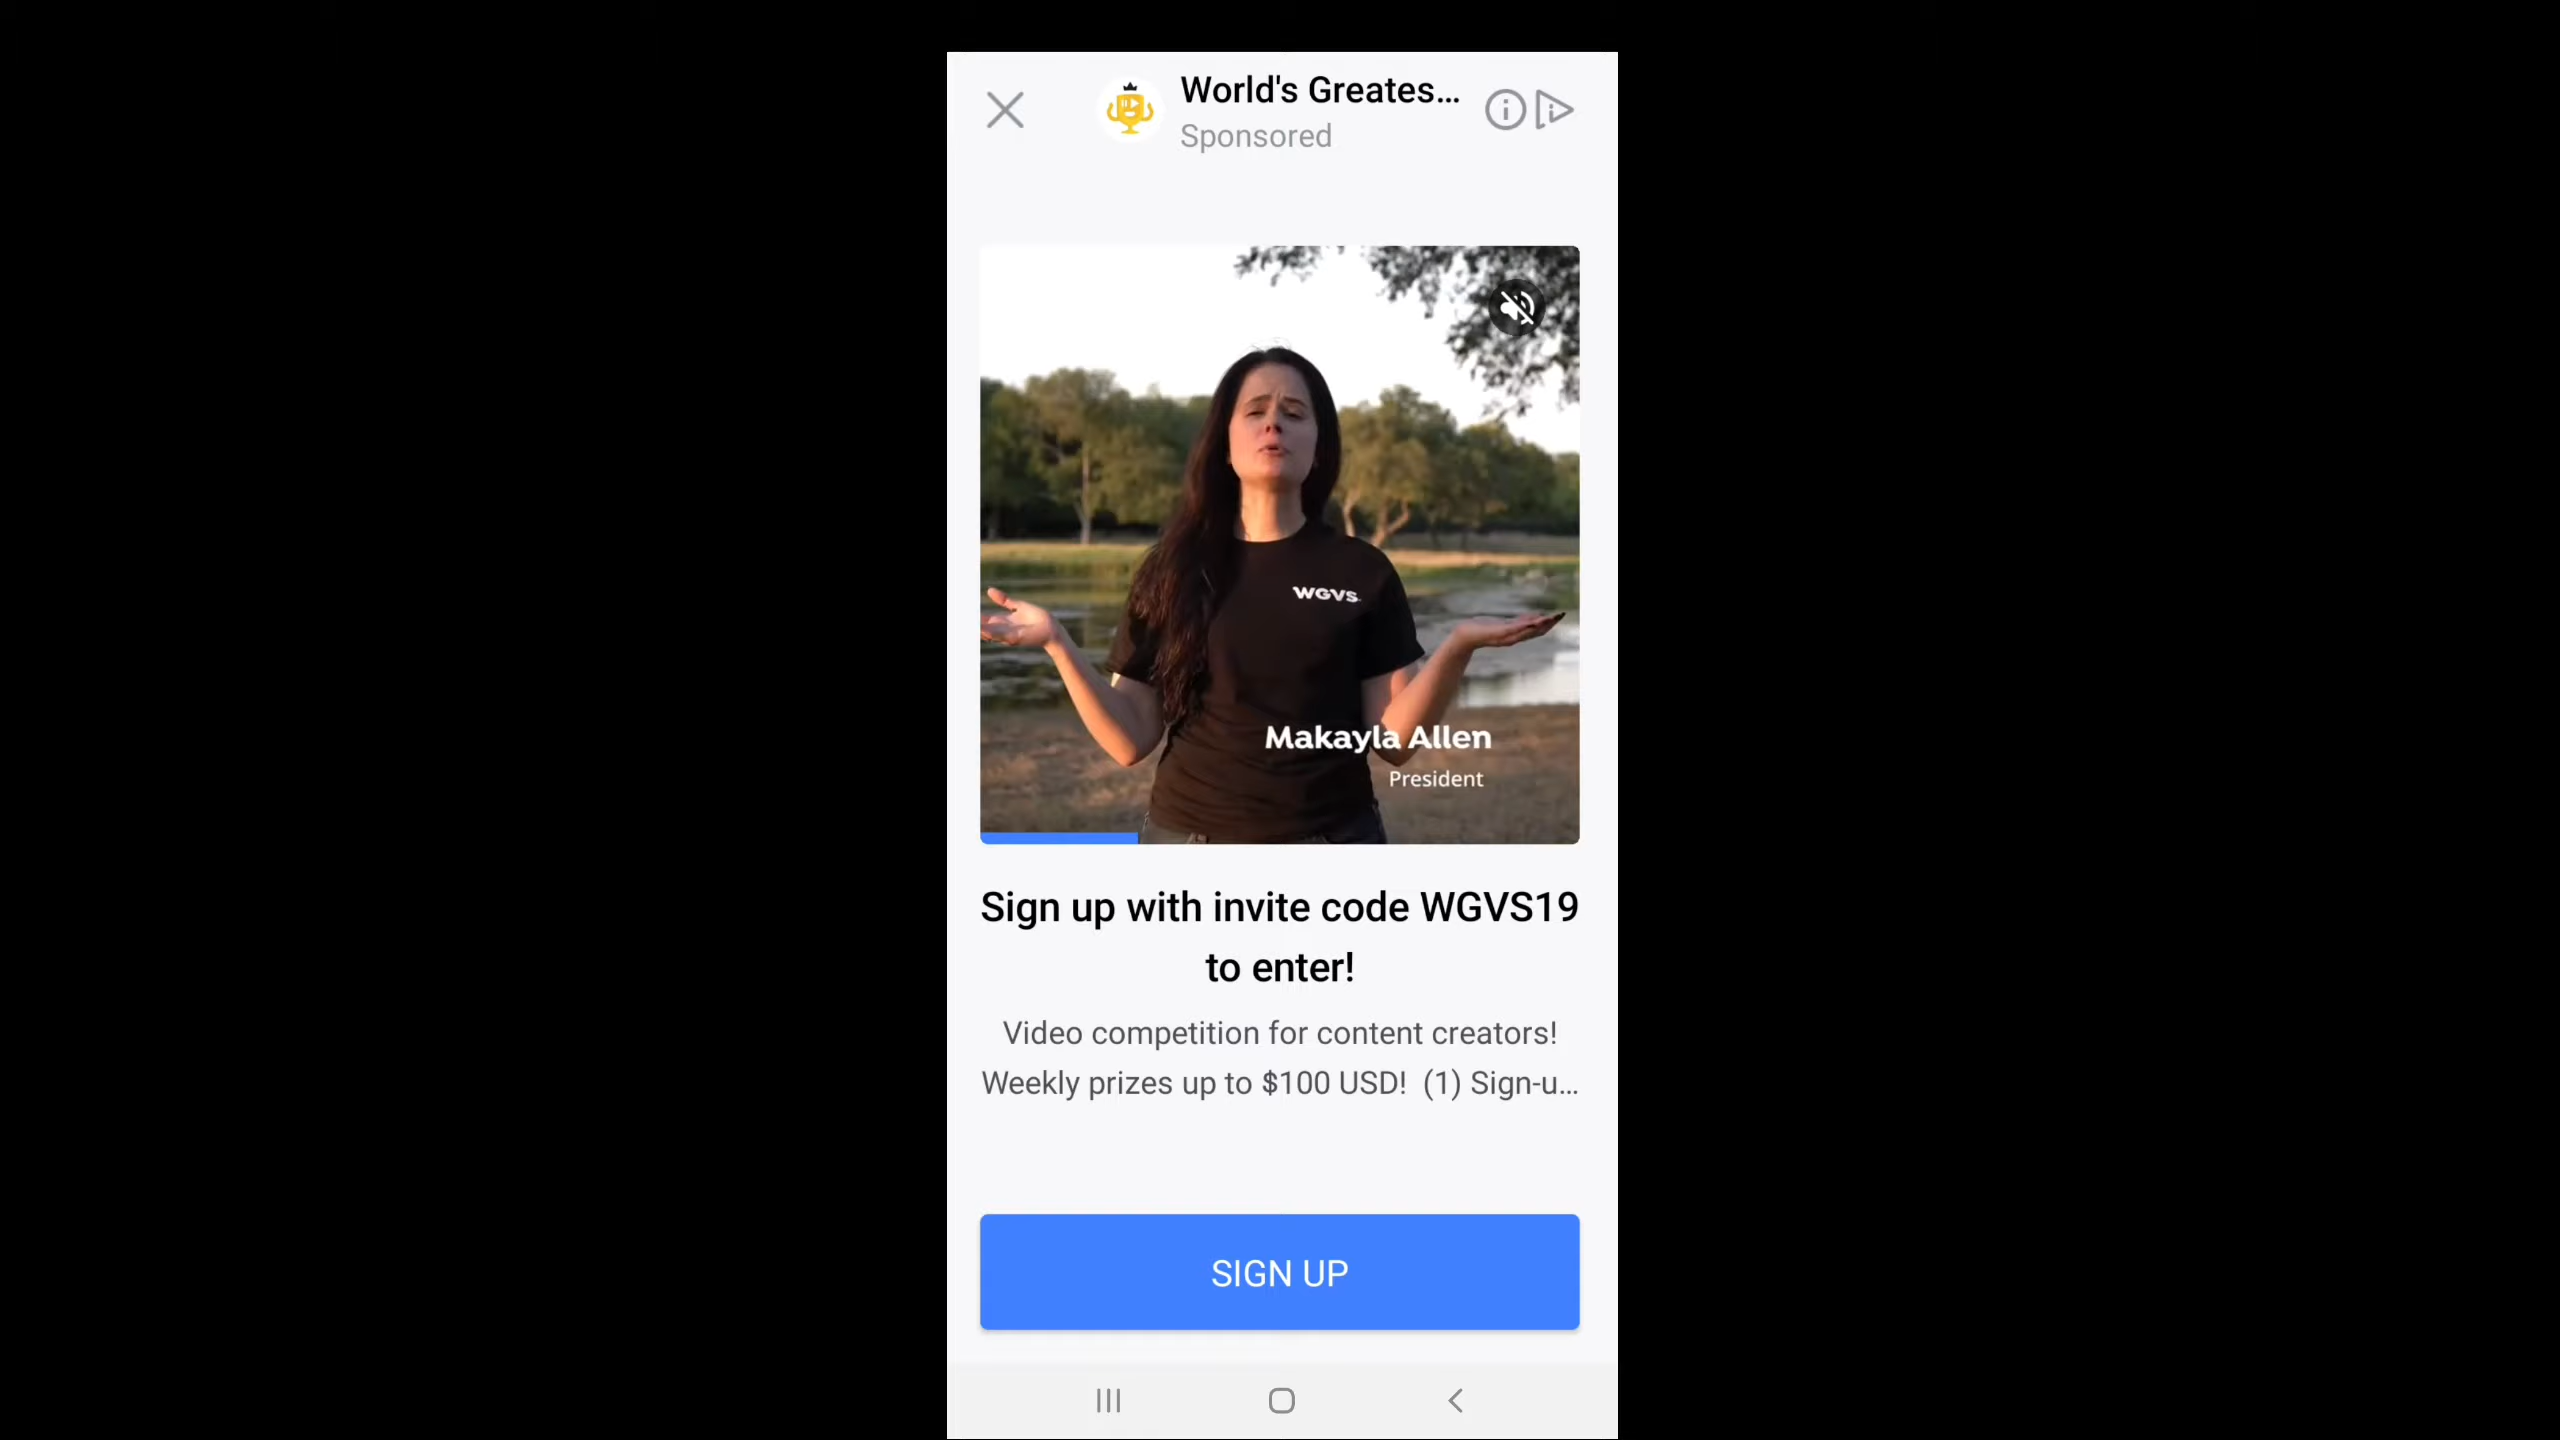 World's Greates...
Sponsored
WGVS
Makayla Allen
President
Sign up with invite code WGVS19
to enter!
Video competition for content creators!
Weekly prizes up to $100 USD!  (1) Sign-u...
SIGN UP